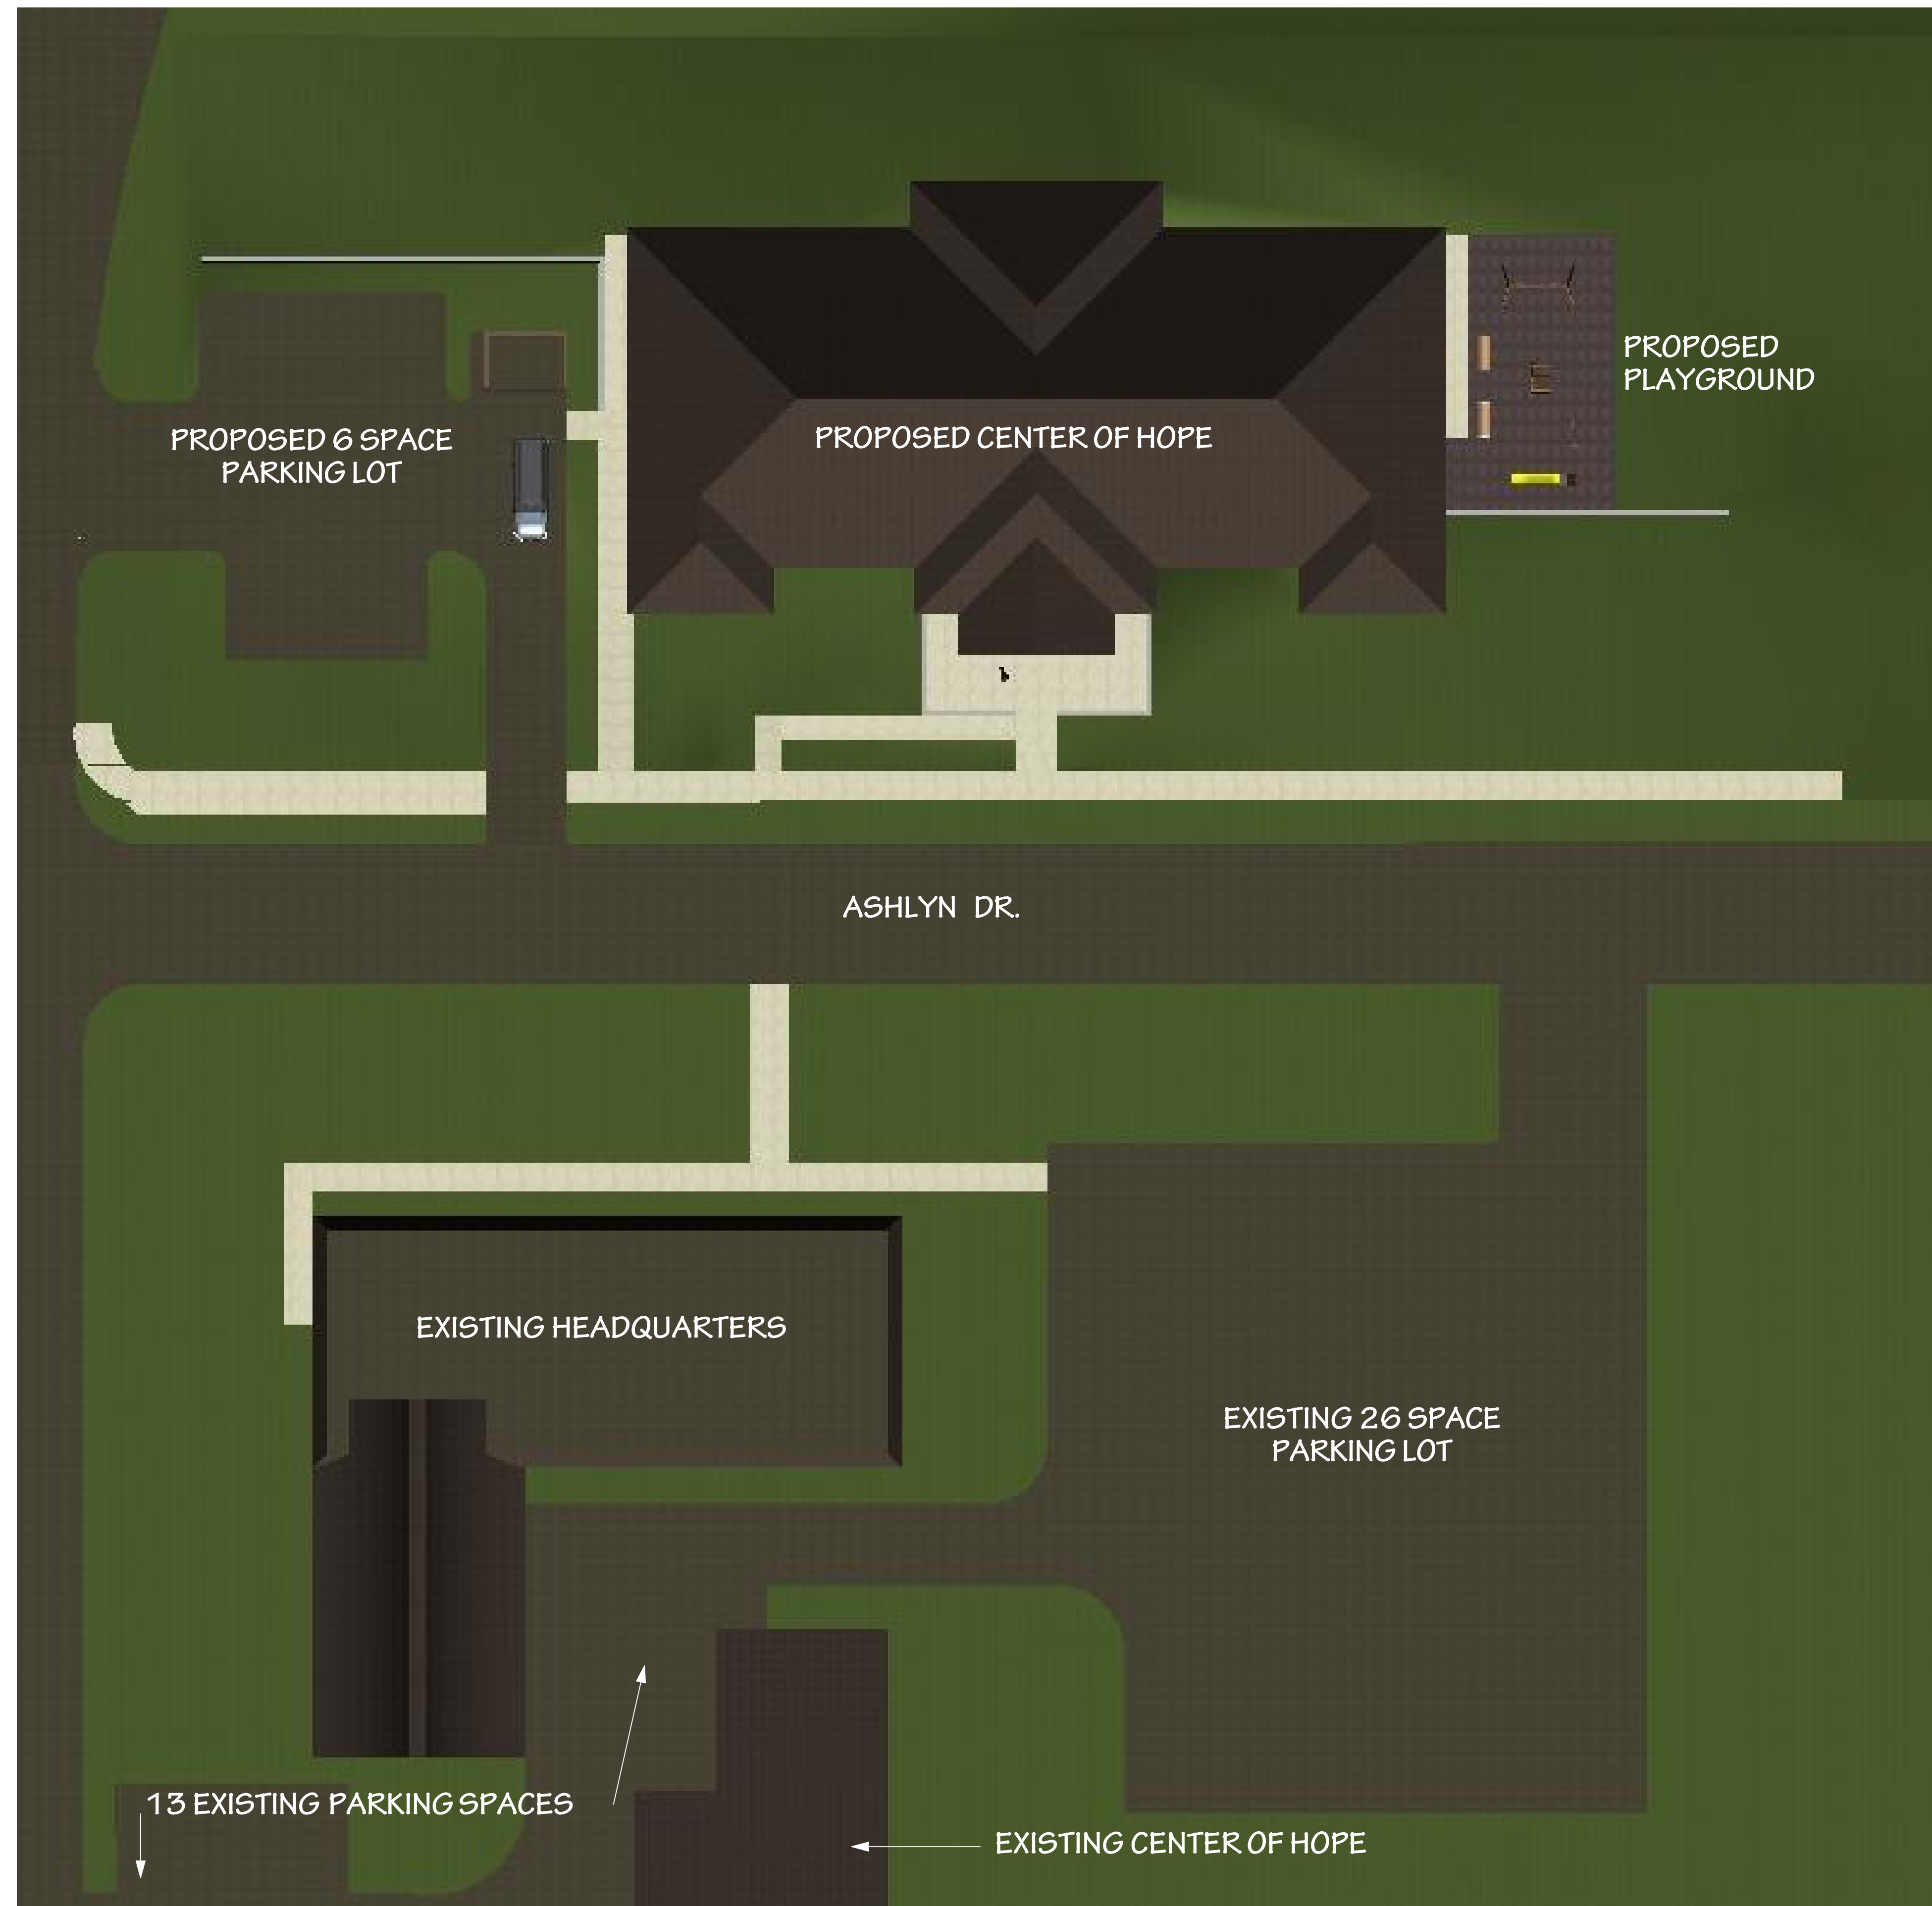 PROPOSED
PLAYGROUND
PROPOSED 6 SPACE
PARKING LOT
PROPOSED CENTER OF HOPE
ASHLYN DR.
EXISTING HEADQUARTERS
EXISTING 26 SPACE
PARKING LOT
13 EXISTING PARKING SPACES
EXISTING CENTER OF HOPE